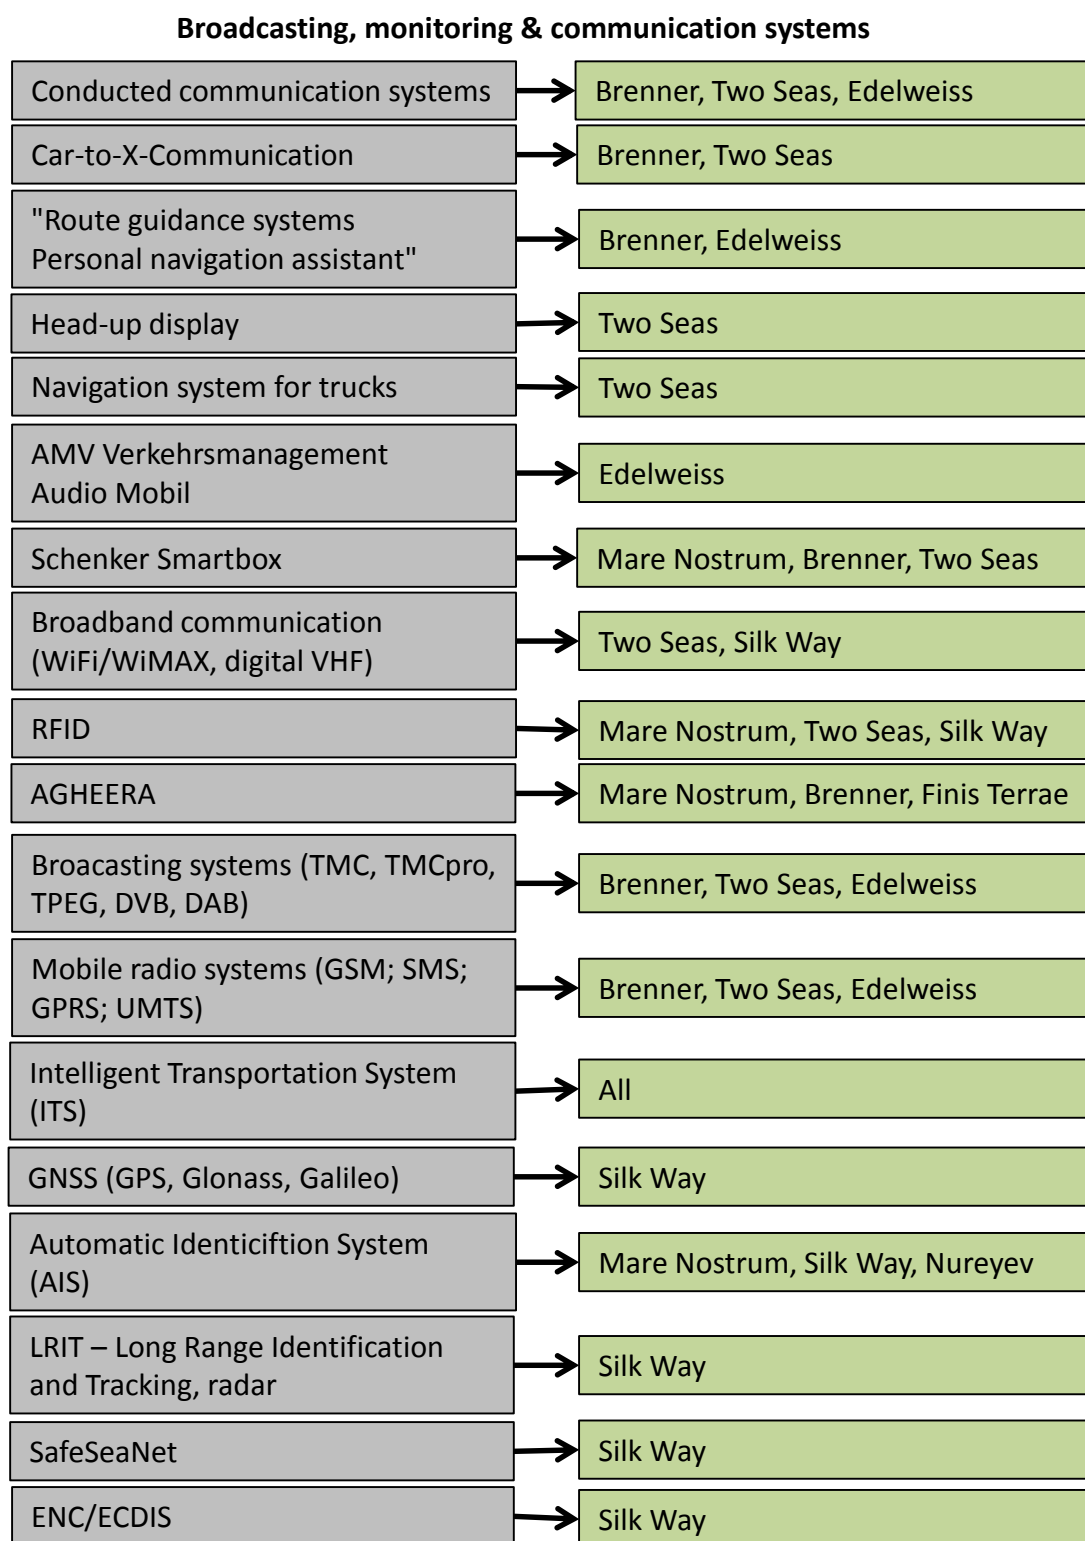 Broadcasting, monitoring & communication systems
Conducted communication systems
Brenner, Two Seas, Edelweiss
Car-to-X-Communication
Brenner, Two Seas
"Route guidance systems
Personal navigation assistant"
Brenner, Edelweiss
Head-up display
Two Seas
Navigation system for trucks
Two Seas
AMV Verkehrsmanagement
Audio Mobil
Edelweiss
Schenker Smartbox
Mare Nostrum, Brenner, Two Seas
Broadband communication
(WiFi/WiMAX, digital VHF)
Two Seas, Silk Way
RFID
Mare Nostrum, Two Seas, Silk Way
AGHEERA
Mare Nostrum, Brenner, Finis Terrae
Broacasting systems (TMC, TMCpro,
TPEG, DVB, DAB)
Brenner, Two Seas, Edelweiss
Mobile radio systems (GSM; SMS;
GPRS; UMTS)
Brenner, Two Seas, Edelweiss
Intelligent Transportation System
(ITS)
All
GNSS (GPS, Glonass, Galileo)
Silk Way
Automatic Identiciftion System
(AIS)
Mare Nostrum, Silk Way, Nureyev
LRIT – Long Range Identification
and Tracking, radar
Silk Way
SafeSeaNet
Silk Way
ENC/ECDIS
Silk Way